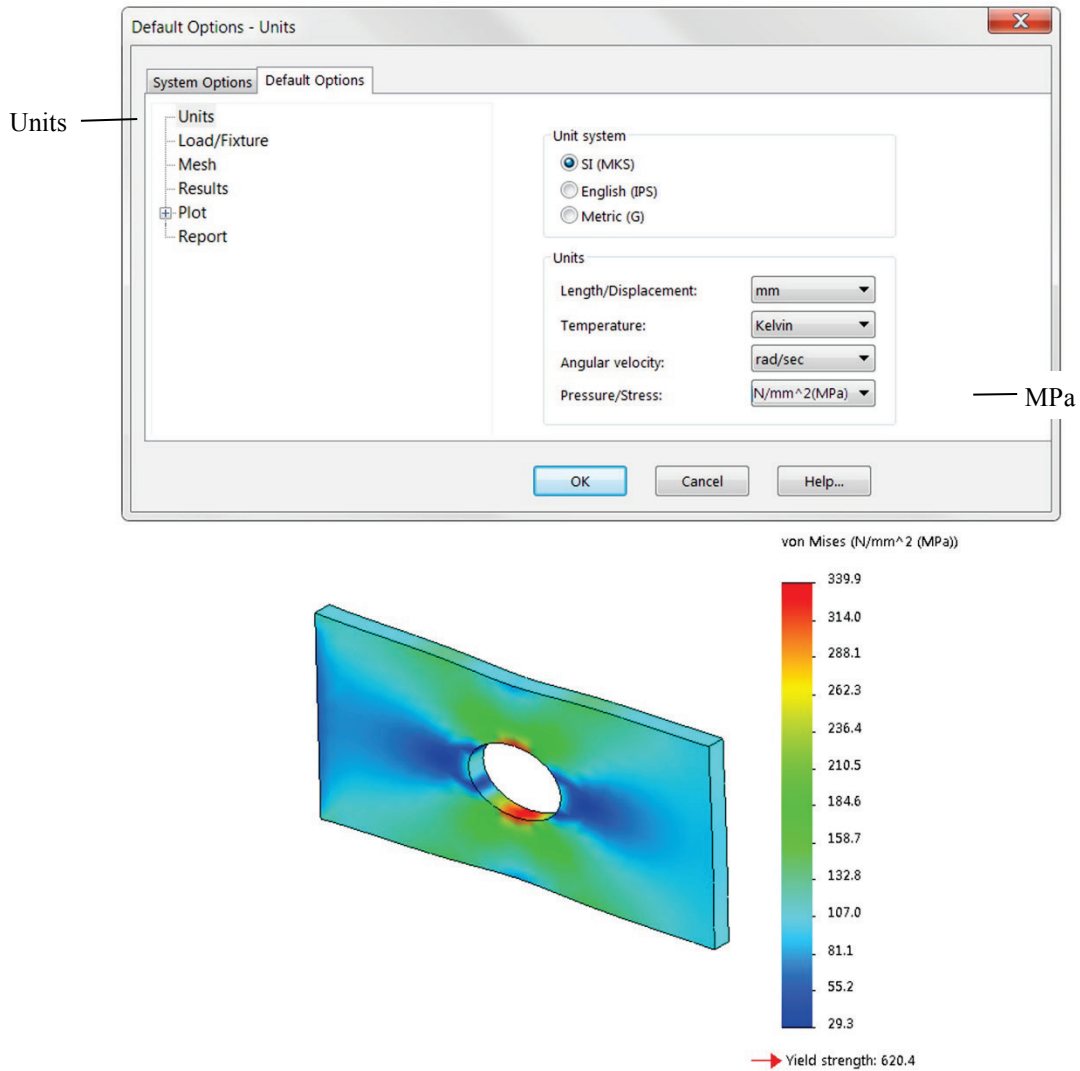 Default Options - Units
X
System Options Default Options
Units
Units
Load/Fixture
Mesh
Results
Plot
Report
Unit system
SI (MKS)
English (IPS)
Metric (G)
Units
Length/Displacement: mm
Temperature: Kelvin
Angular velocity: rad/sec
Pressure/Stress: N/mm^2(MPa)
MPa
OK Cancel Help...
von Mises (N/mm^2 (MPa))
339.9
314.0
288.1
262.3
236.4
210.5
184.6
158.7
132.8
107.0
81.1
55.2
29.3
Yield strength: 620.4